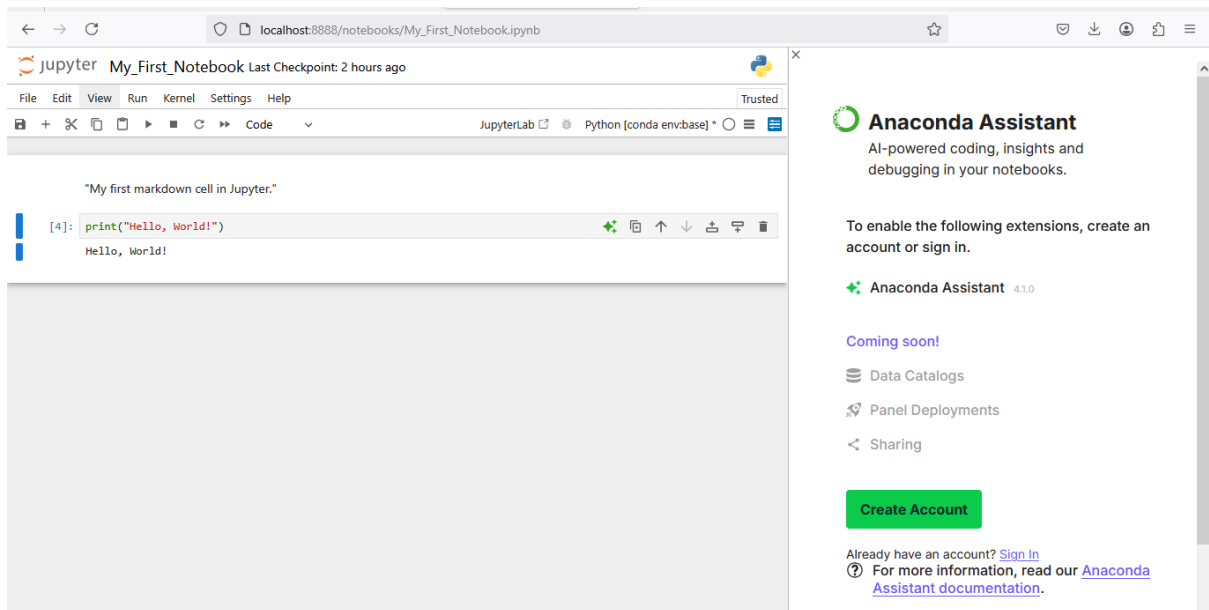 localhost:8888/notebooks/My_First_Notebook.ipynb
jupyter My_First_Notebook Last Checkpoint: 2 hours ago
File Edit View Run Kernel Settings Help
Trusted
Code
JupyterLab
Python [conda env:base] *
"My first markdown cell in Jupyter."
[4]: print("Hello, World!")
Hello, World!
Anaconda Assistant
AI-powered coding, insights and
debugging in your notebooks.
To enable the following extensions, create an
account or sign in.
Anaconda Assistant 4.1.0
Coming soon!
Data Catalogs
Panel Deployments
Sharing
Create Account
Already have an account? Sign In
For more information, read our Anaconda
Assistant documentation.